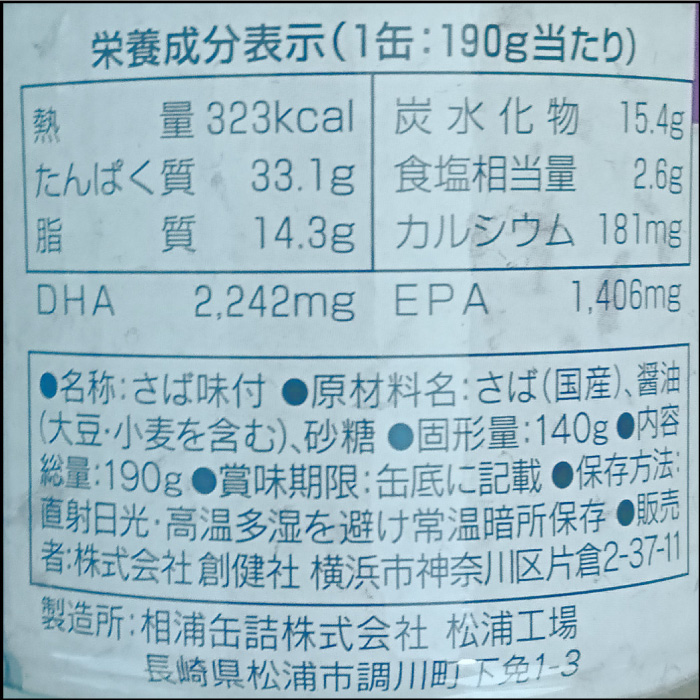 栄養成分表示(1缶:190g当たり)
熱量 323kcal 炭水化物 15.4g
たんぱく質 33.1g 食塩相当量 2.6g
脂質 14.3g カルシウム 181mg
DHA 2,242mg EPA 1,406mg
●名称:さば味付 ●原材料名:さば(国産)、醤油
(大豆·小麦を含む)、砂糖 ●固形量:140g ●内容
総量:190g ●賞味期限:缶底に記載 ●保存方法:
直射日光·高温多湿を避け常温暗所保存 ●販売
者:株式会社 創健社 横浜市神奈川区片倉2-37-11
製造所:相浦缶詰株式会社 松浦工場
長崎県松浦市調川町下免1-3